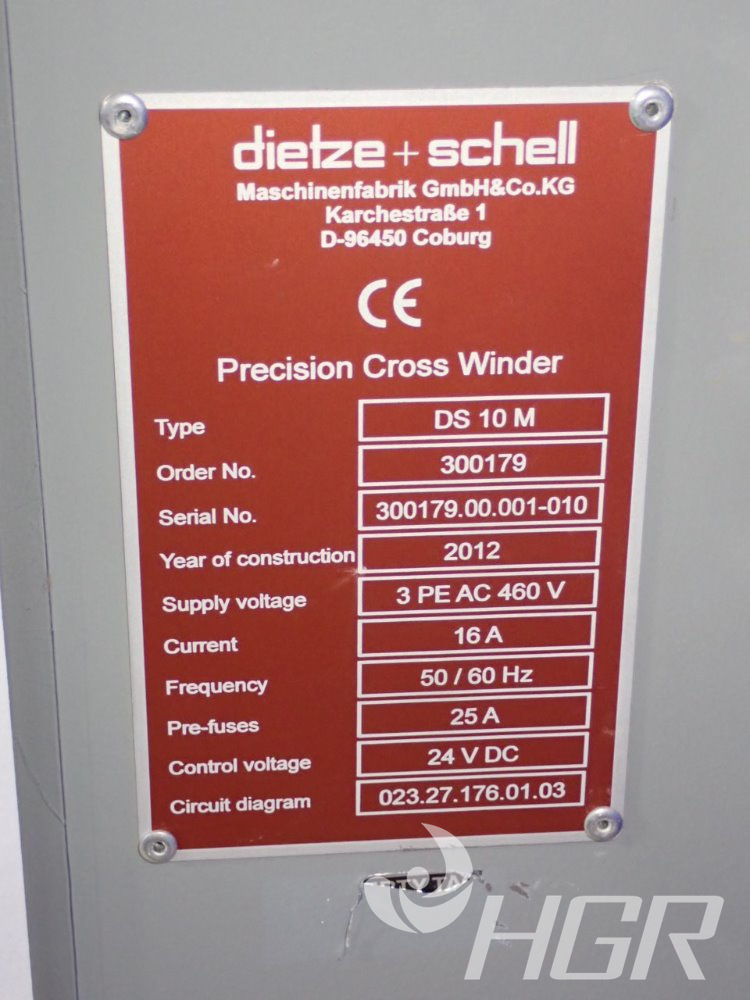 dietze + schell
Maschinenfabrik GmbH&Co.KG
Karchestraße 1
D-96450 Coburg
CE
Precision Cross Winder
Type DS 10 M
Order No. 300179
Serial No. 300179.00.001-010
Year of construction 2012
Supply voltage 3 PE AC 460 V
Current 16 A
Frequency 50 / 60 Hz
Pre-fuses 25 A
Control voltage 24 V DC
Circuit diagram 023.27.176.01.03
HGR